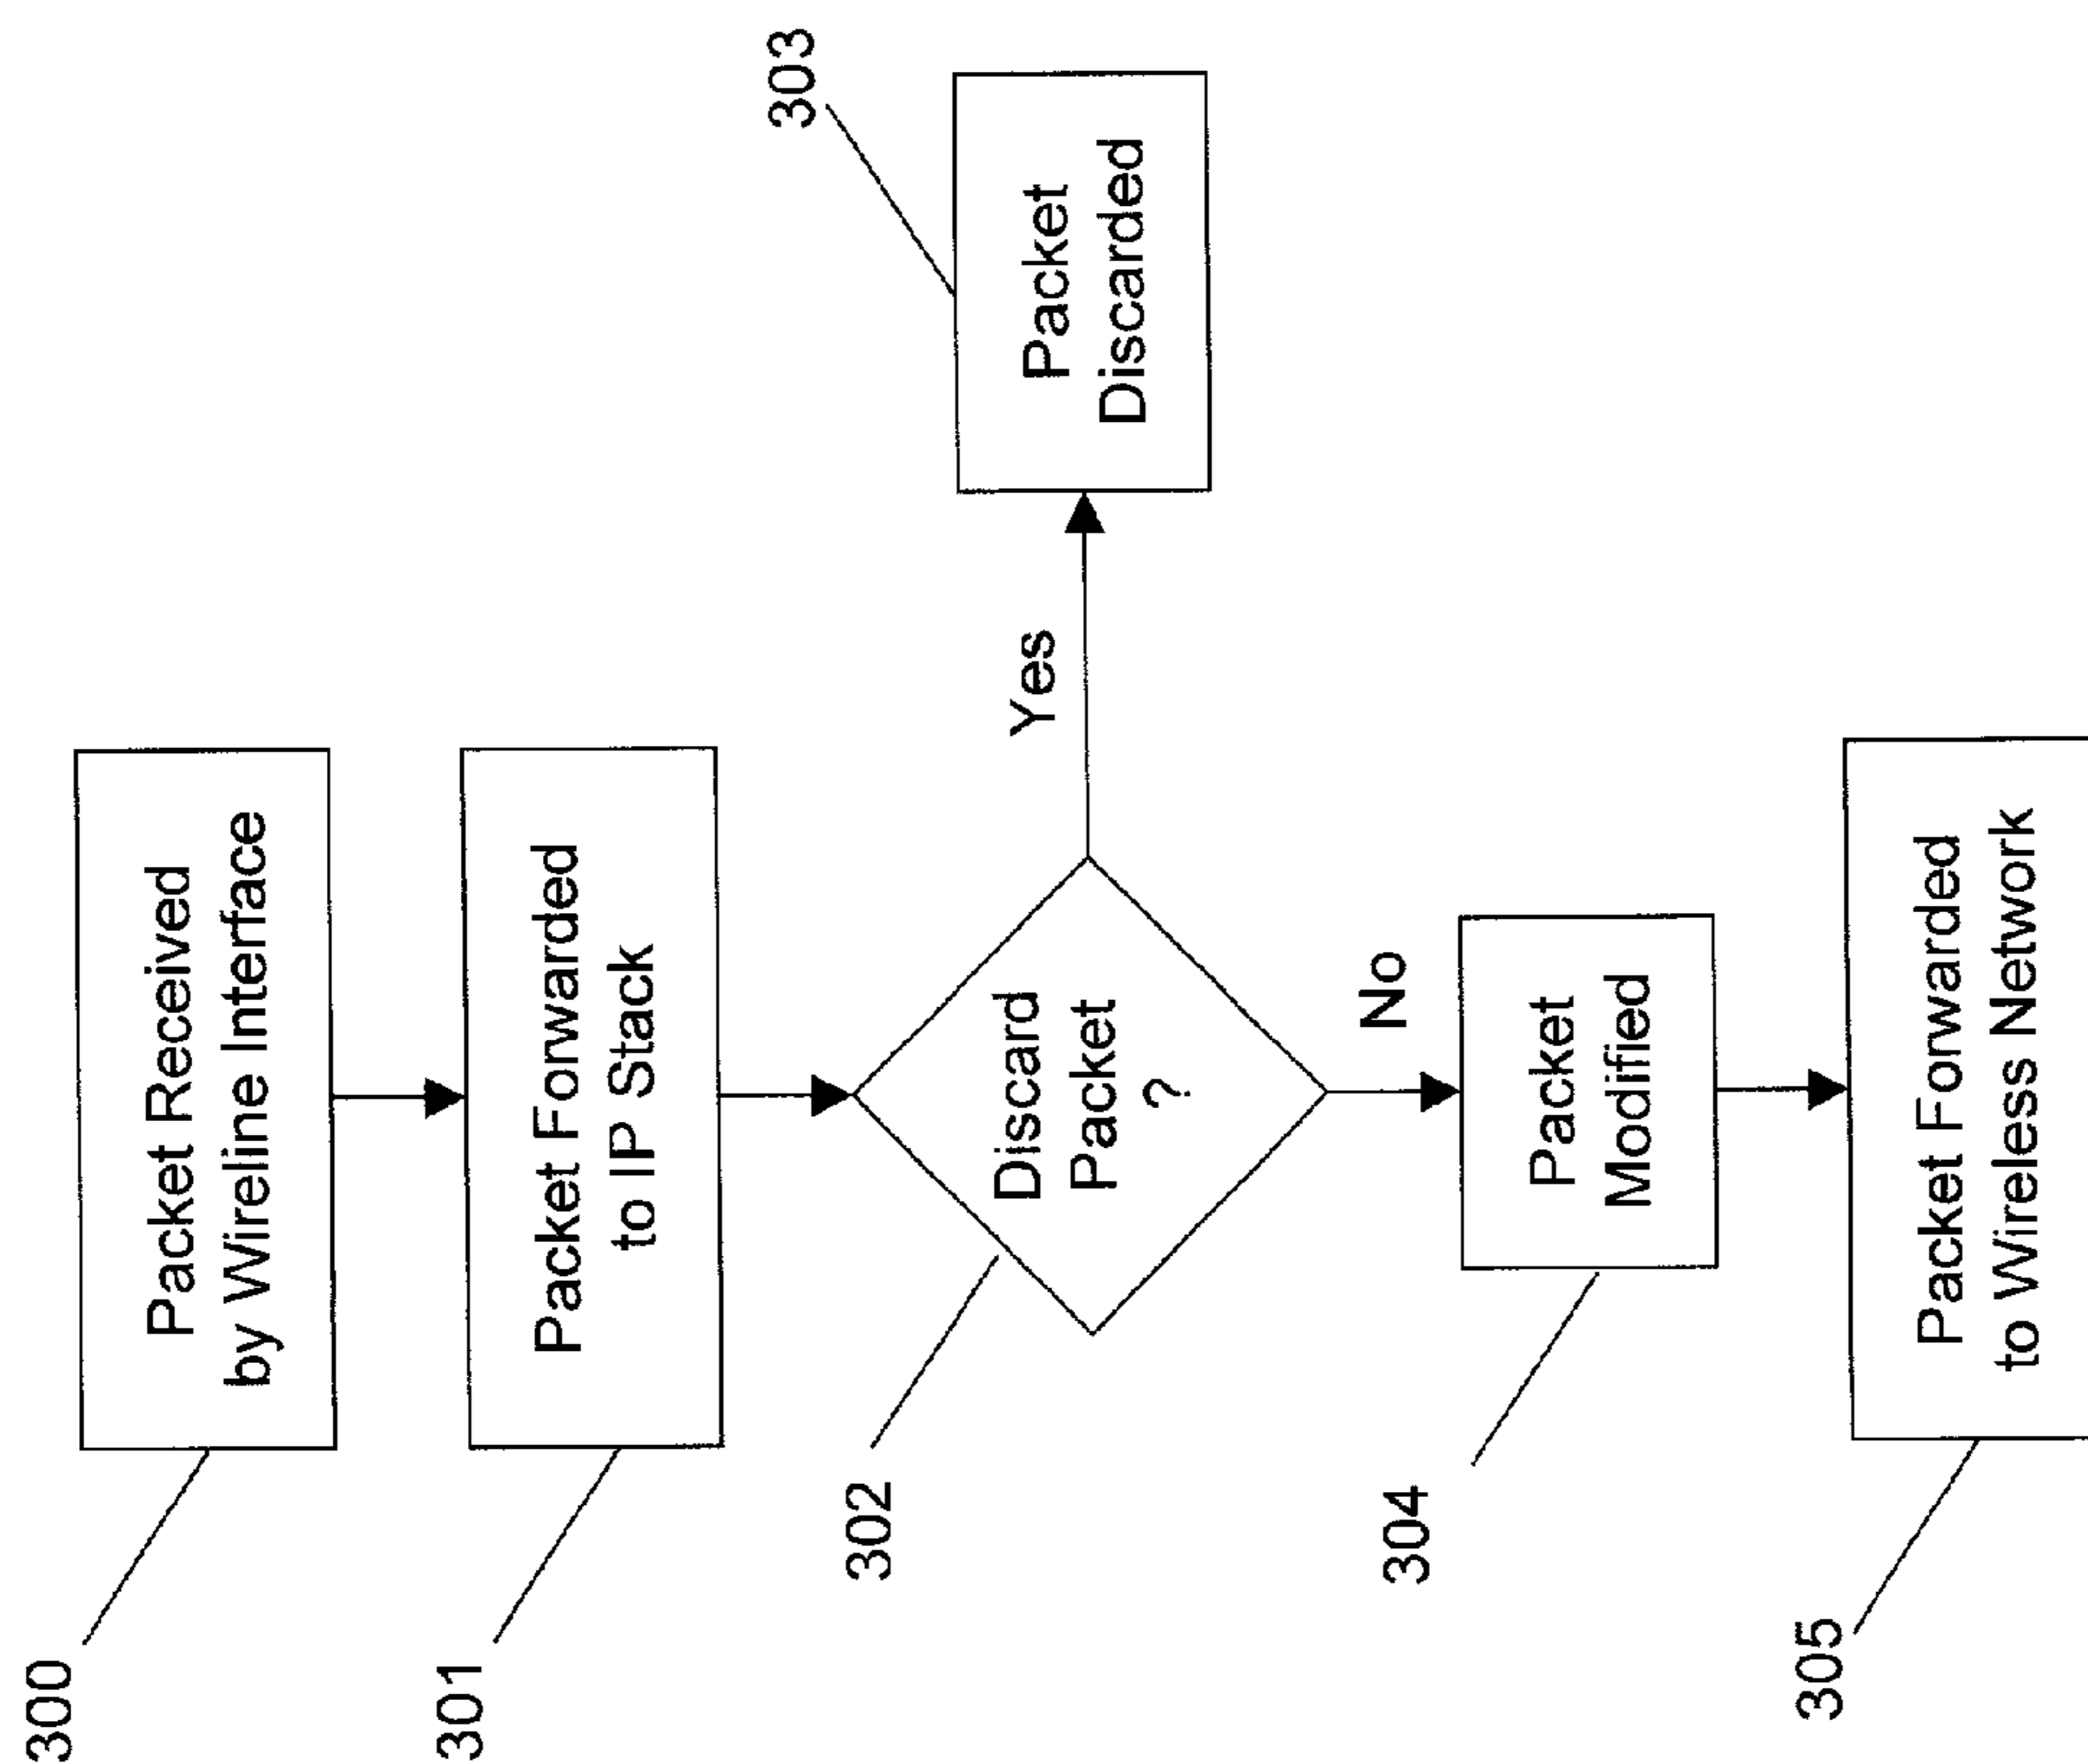 300
Packet Received
by Wireline Interface
301
Packet Forwarded
to IP Stack
302
Discard
Packet
?
Yes
303
Packet
Discarded
No
304
Packet
Modified
305
Packet Forwarded
to Wireless Network